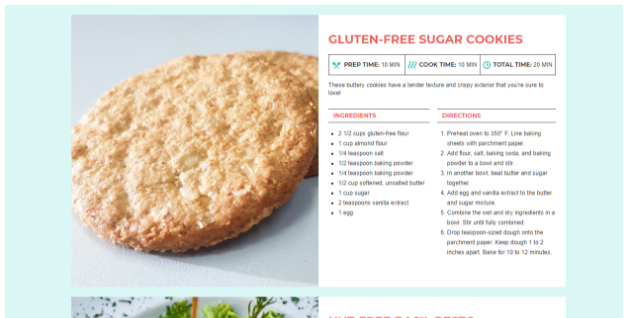 GLUTEN-FREE SUGAR COOKIES
PREP TIME: 10 MIN COOK TIME: 10 MIN TOTAL TIME: 20 MIN
These buttery cookies have a tender texture and crispy exterior that you're sure to
love!
INGREDIENTS
2 1/2 cups gluten-free flour
1 cup almond flour
1/4 teaspoon salt
1/2 teaspoon baking powder
1/4 teaspoon baking powder
1/2 cup softened, unsalted butter
1 cup sugar
2 teaspoons vanilla extract
1 egg
DIRECTIONS
1. Preheat oven to 350° F. Line baking
sheets with parchment paper.
2. Add flour, salt, baking soda, and baking
powder to a bowl and stir.
3. In another bowl, beat butter and sugar
together.
4. Add egg and vanilla extract to the butter
and sugar mixture.
5. Combine the wet and dry ingredients in a
bowl. Stir until fully combined.
6. Drop teaspoon-sized dough onto the
parchment paper. Keep dough 1 to 2
inches apart. Bake for 10 to 12 minutes.